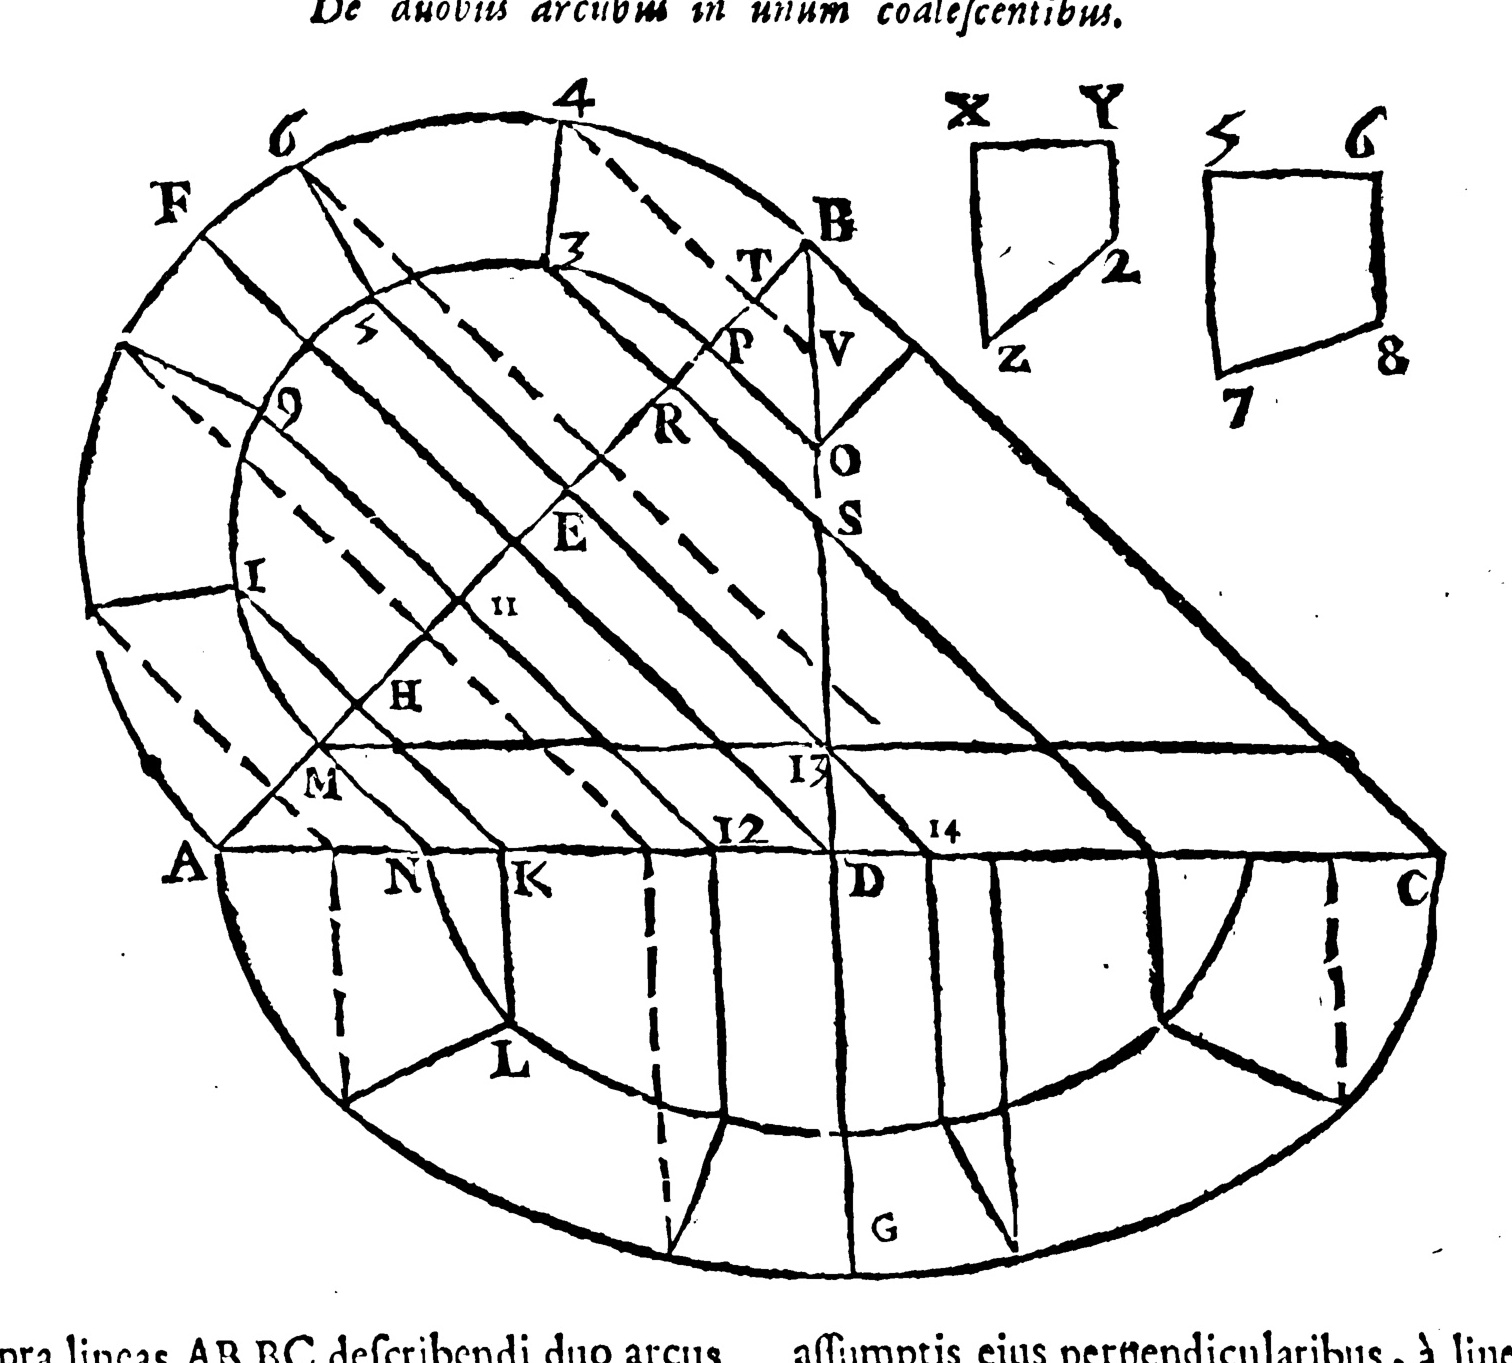 De duobus arcubus in unum coaleſcentibus.
4
X Y
5 6
6
F
B
3
T
2
P V
5
Z
8
7
9
R
O
E
S
I
11
H
M
13
12
14
A N K D C
L
G
pra lineas AB BC deſcribendi duo arcus
aſſumptis eius perpendicularibus, à line